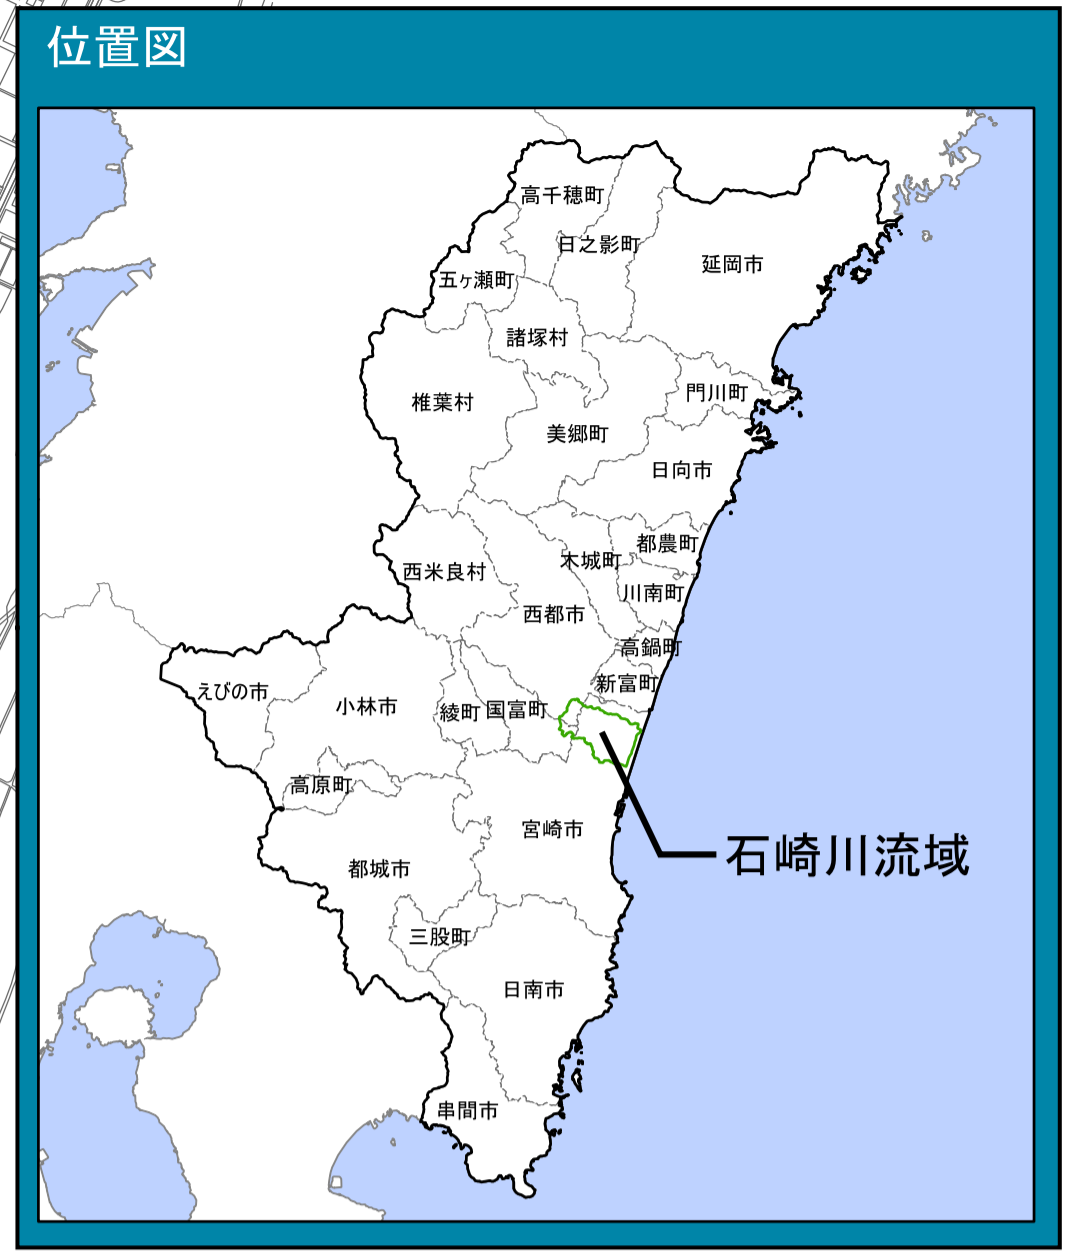 位置図
高千穂町
日之影町
延岡市
五ヶ瀬町
諸塚村
門川町
椎葉村
美郷町
日向市
都農町
木城町
西米良村
川南町
西都市
高鍋町
新富町
えびの市
小林市
綾町
国富町
高原町
宮崎市
石崎川流域
都城市
三股町
日南市
串間市